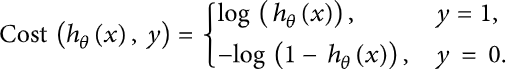 Cost (h_θ(x), y) = { log (h_θ(x)), y = 1,
−log (1 − h_θ(x)), y = 0.